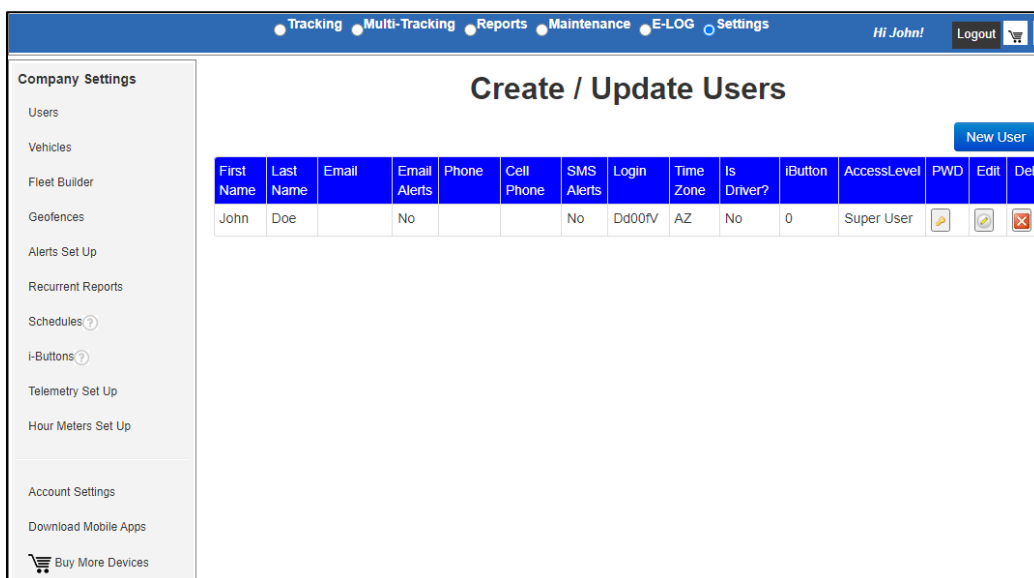 Tracking Multi-Tracking Reports Maintenance E-LOG Settings Hi John! Logout
Company Settings
Users
Vehicles
Fleet Builder
Geofences
Alerts Set Up
Recurrent Reports
Schedules ?
i-Buttons ?
Telemetry Set Up
Hour Meters Set Up
Account Settings
Download Mobile Apps
Buy More Devices
Create / Update Users
New User
First Name Last Name Email Email Alerts Phone Cell Phone SMS Alerts Login Time Zone Is Driver? iButton AccessLevel PWD Edit Del
John Doe No No Dd00fV AZ No 0 Super User